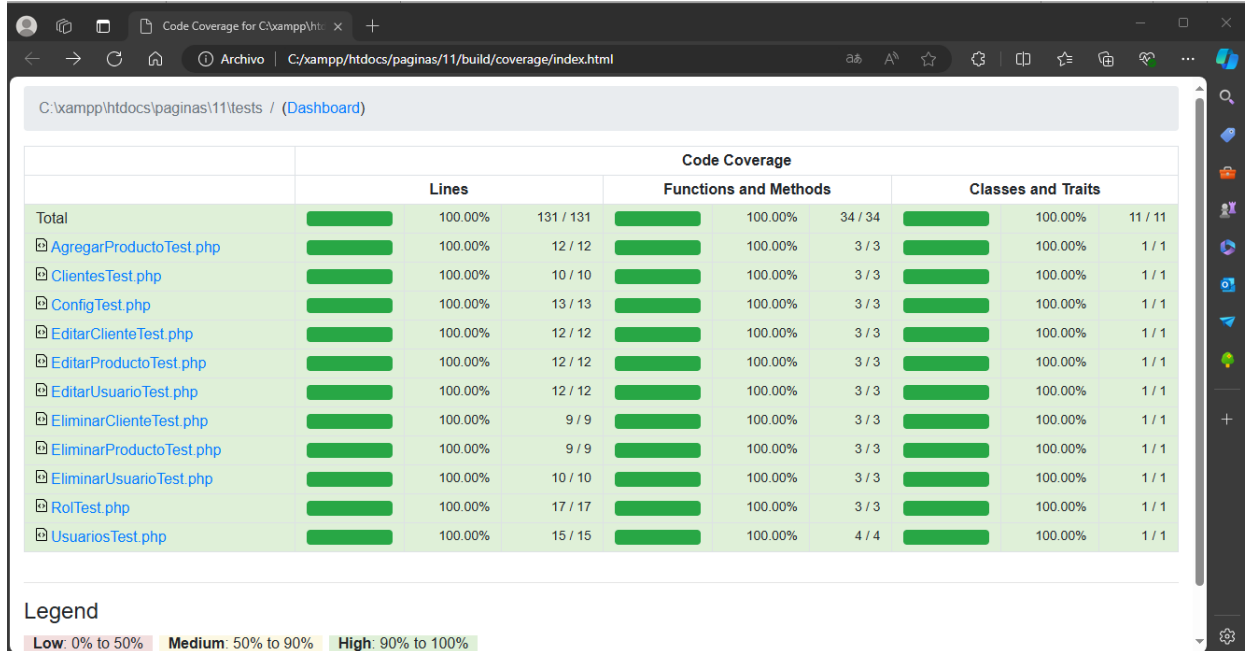 Code Coverage for C:\xampp\htd
Archivo C:/xampp/htdocs/paginas/11/build/coverage/index.html
C:\xampp\htdocs\paginas\11\tests / (Dashboard)
Code Coverage
Lines Functions and Methods Classes and Traits
Total 100.00% 131 / 131 100.00% 34 / 34 100.00% 11 / 11
AgregarProductoTest.php 100.00% 12 / 12 100.00% 3 / 3 100.00% 1 / 1
ClientesTest.php 100.00% 10 / 10 100.00% 3 / 3 100.00% 1 / 1
ConfigTest.php 100.00% 13 / 13 100.00% 3 / 3 100.00% 1 / 1
EditarClienteTest.php 100.00% 12 / 12 100.00% 3 / 3 100.00% 1 / 1
EditarProductoTest.php 100.00% 12 / 12 100.00% 3 / 3 100.00% 1 / 1
EditarUsuarioTest.php 100.00% 12 / 12 100.00% 3 / 3 100.00% 1 / 1
EliminarClienteTest.php 100.00% 9 / 9 100.00% 3 / 3 100.00% 1 / 1
EliminarProductoTest.php 100.00% 9 / 9 100.00% 3 / 3 100.00% 1 / 1
EliminarUsuarioTest.php 100.00% 10 / 10 100.00% 3 / 3 100.00% 1 / 1
RolTest.php 100.00% 17 / 17 100.00% 3 / 3 100.00% 1 / 1
UsuariosTest.php 100.00% 15 / 15 100.00% 4 / 4 100.00% 1 / 1
Legend
Low: 0% to 50% Medium: 50% to 90% High: 90% to 100%